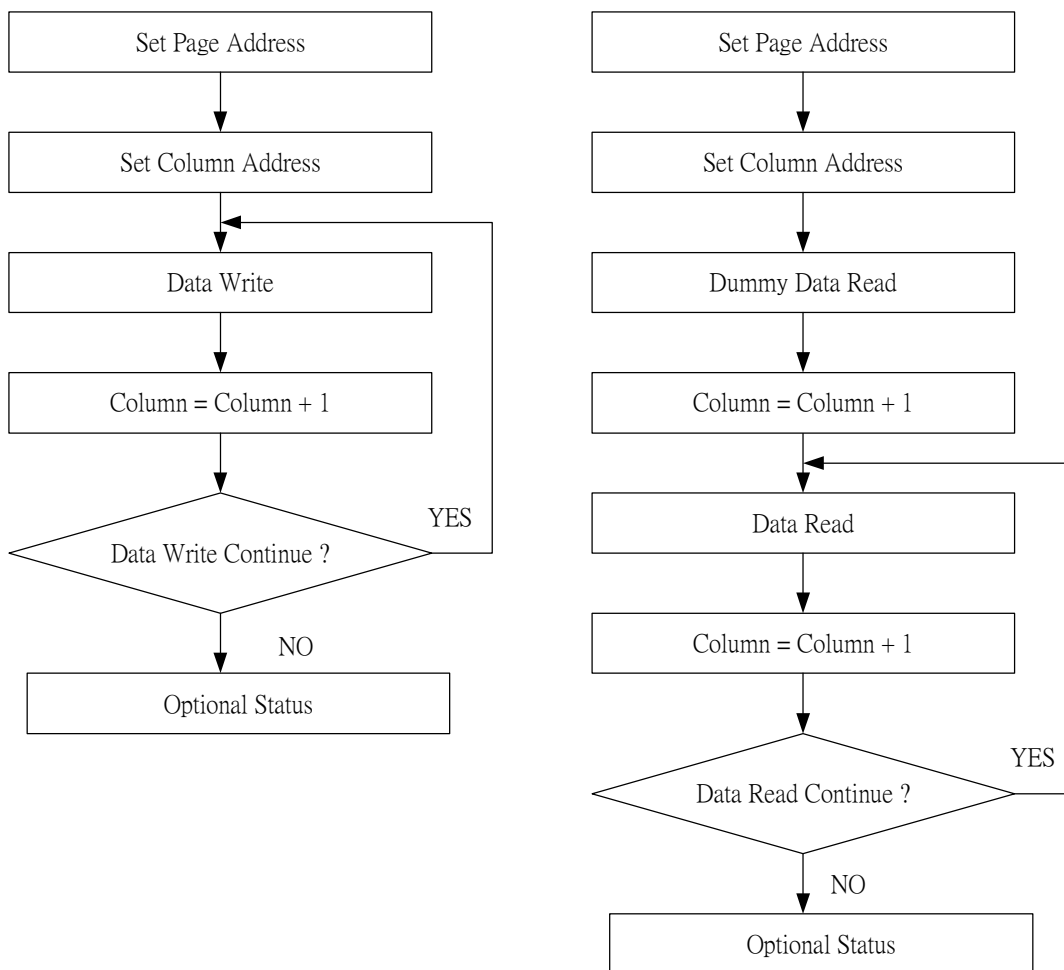 Set Page Address
Set Column Address
Data Write
Column = Column + 1
Data Write Continue ?
YES
NO
Optional Status
Set Page Address
Set Column Address
Dummy Data Read
Column = Column + 1
Data Read
Column = Column + 1
Data Read Continue ?
YES
NO
Optional Status